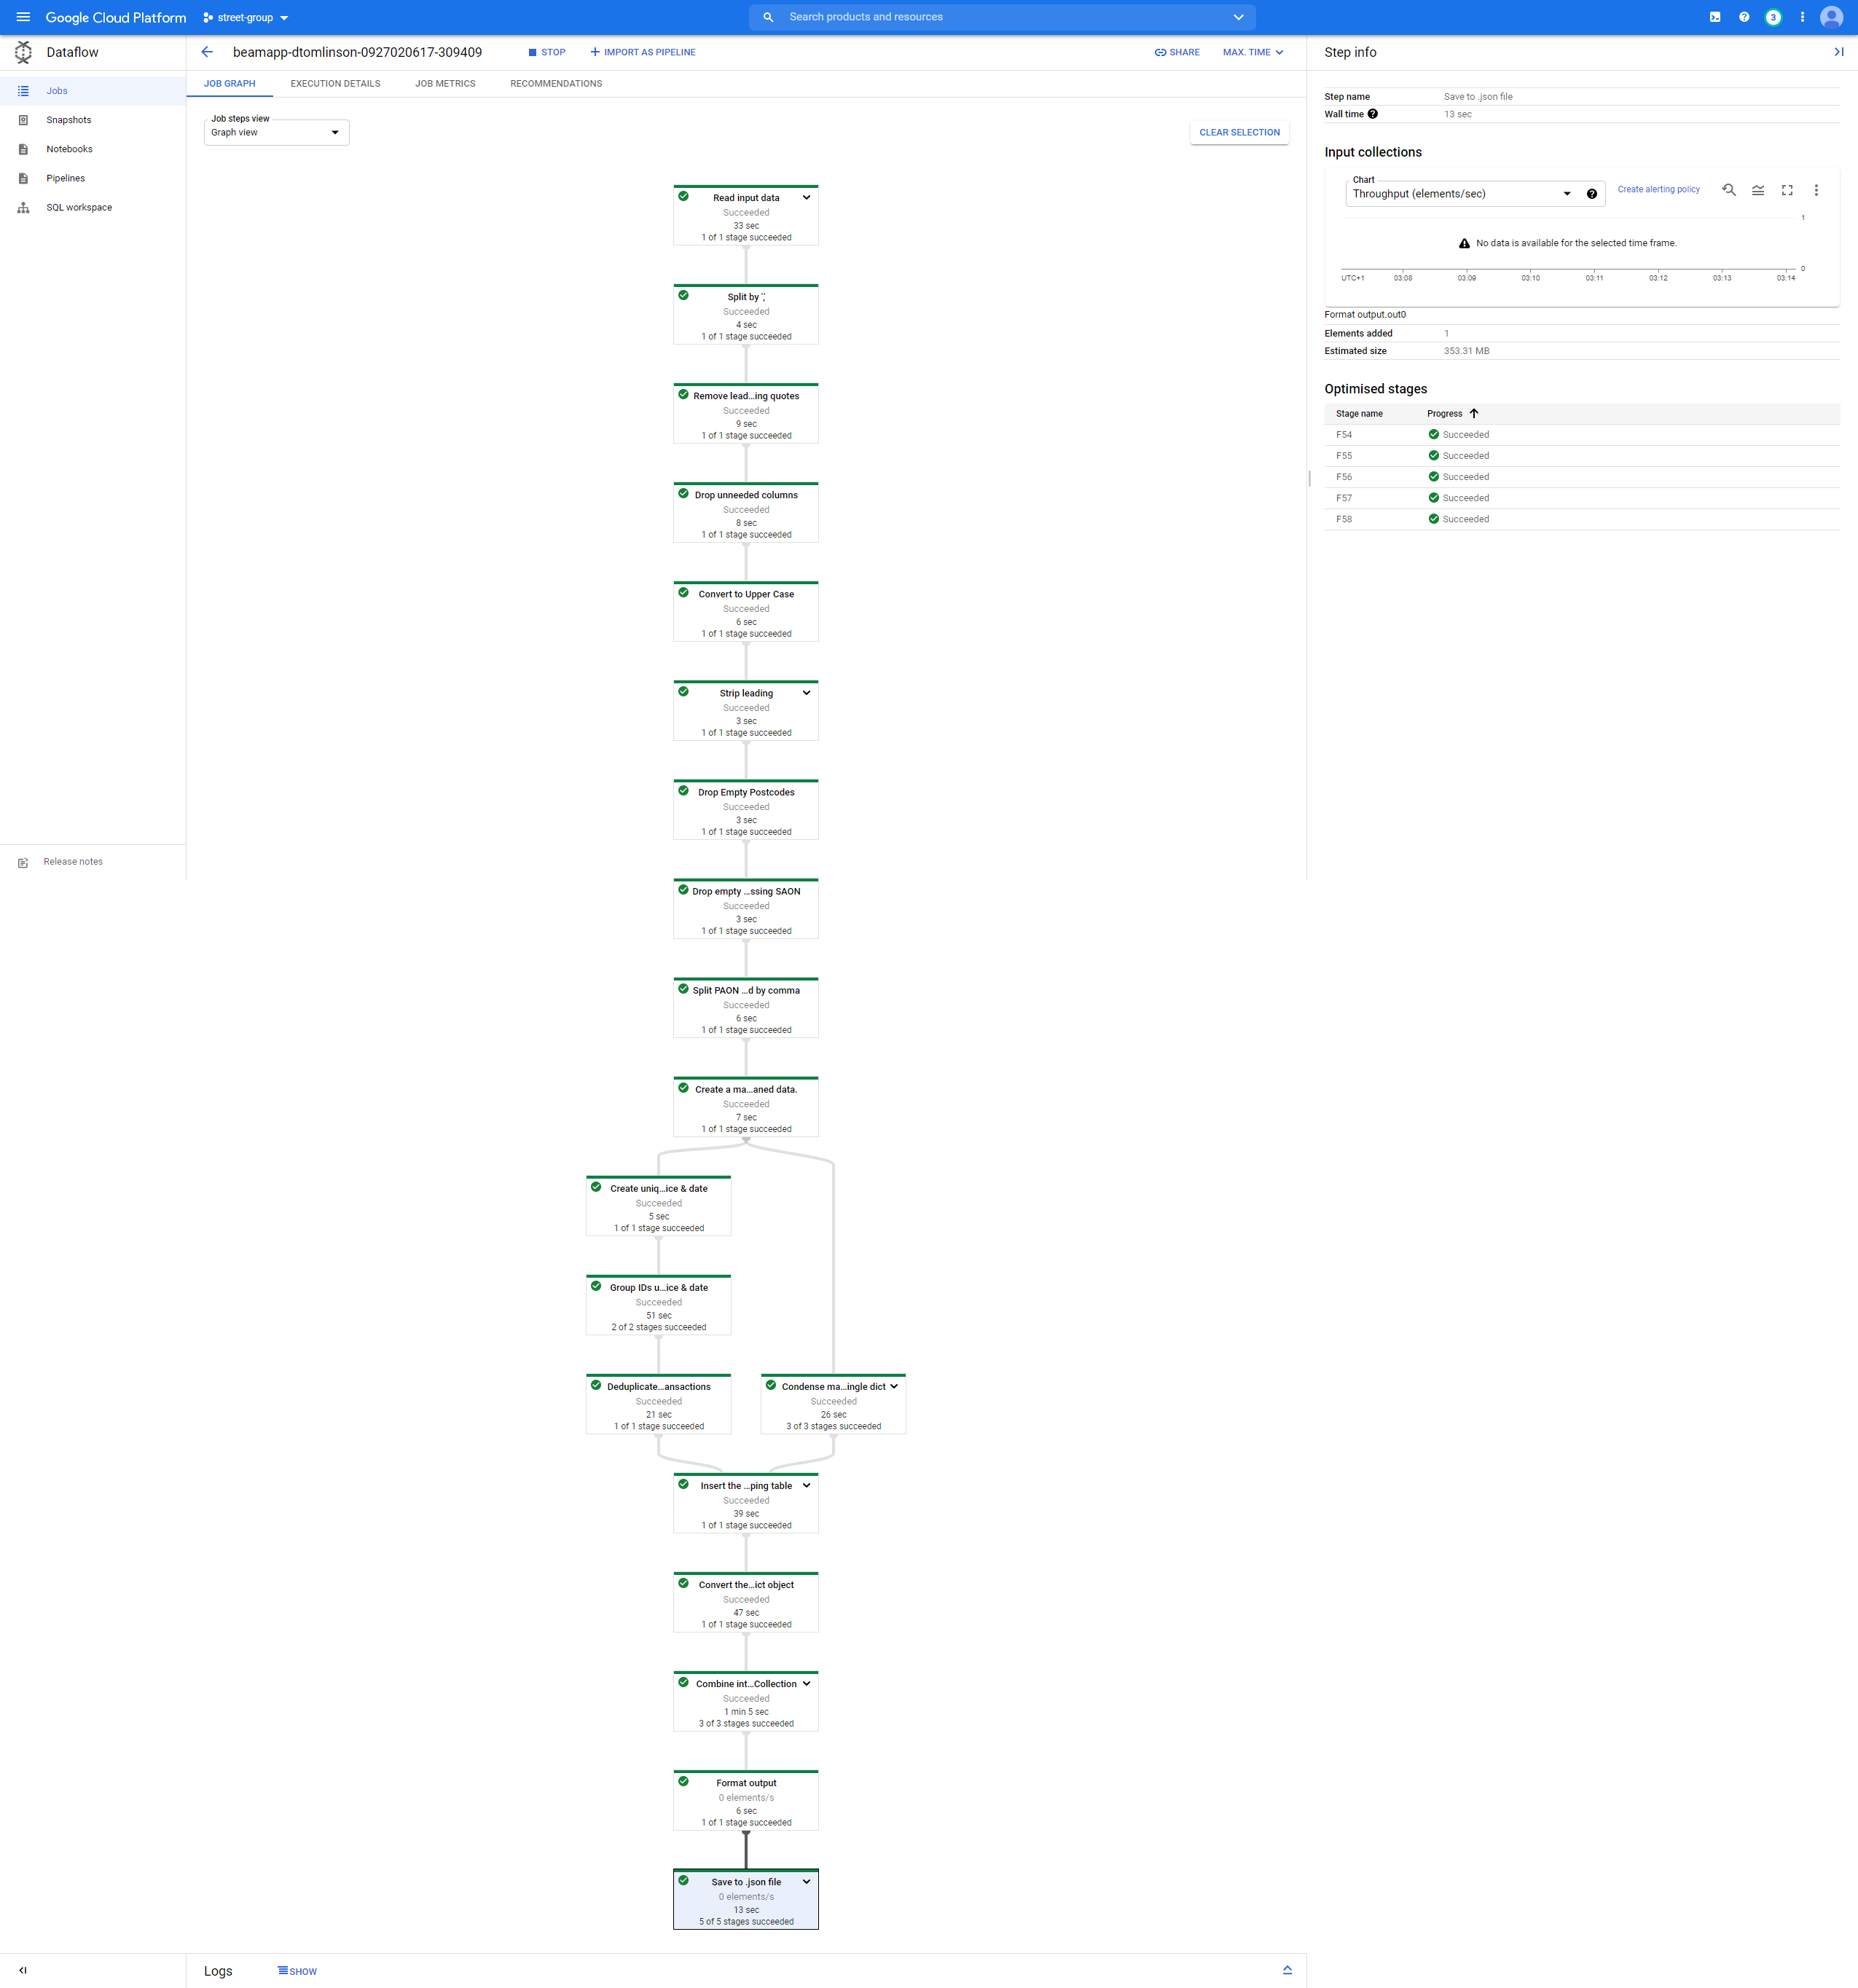 Google Cloud Platform
street-group
Search products and resources
3
Dataflow
beamapp-dtomlinson-0927020617-309409
STOP
IMPORT AS PIPELINE
SHARE
MAX. TIME
Step info
Jobs
Snapshots
Notebooks
Pipelines
SQL workspace
Release notes
JOB GRAPH
EXECUTION DETAILS
JOB METRICS
RECOMMENDATIONS
Job steps view
Graph view
CLEAR SELECTION
Read input data
Succeeded
33 sec
1 of 1 stage succeeded
Split by ','
Succeeded
4 sec
1 of 1 stage succeeded
Remove lead…ing quotes
Succeeded
9 sec
1 of 1 stage succeeded
Drop unneeded columns
Succeeded
8 sec
1 of 1 stage succeeded
Convert to Upper Case
Succeeded
6 sec
1 of 1 stage succeeded
Strip leading
Succeeded
3 sec
1 of 1 stage succeeded
Drop Empty Postcodes
Succeeded
3 sec
1 of 1 stage succeeded
Drop empty …ssing SAON
Succeeded
3 sec
1 of 1 stage succeeded
Split PAON …d by comma
Succeeded
6 sec
1 of 1 stage succeeded
Create a ma…aned data.
Succeeded
7 sec
1 of 1 stage succeeded
Create uniq…ice & date
Succeeded
5 sec
1 of 1 stage succeeded
Group IDs u…ice & date
Succeeded
51 sec
2 of 2 stages succeeded
Deduplicate…ansactions
Succeeded
21 sec
1 of 1 stage succeeded
Condense ma…ingle dict
Succeeded
26 sec
3 of 3 stages succeeded
Insert the …ping table
Succeeded
39 sec
1 of 1 stage succeeded
Convert the…ict object
Succeeded
47 sec
1 of 1 stage succeeded
Combine int…Collection
Succeeded
1 min 5 sec
3 of 3 stages succeeded
Format output
0 elements/s
6 sec
1 of 1 stage succeeded
Save to .json file
0 elements/s
13 sec
5 of 5 stages succeeded
Logs
SHOW
Step name Save to .json file
Wall time 13 sec
Input collections
Chart
Throughput (elements/sec)
Create alerting policy
1
No data is available for the selected time frame.
0
UTC+1 03:08 03:09 03:10 03:11 03:12 03:13 03:14
Format output.out0
Elements added 1
Estimated size 353.31 MB
Optimised stages
Stage name Progress
F54 Succeeded
F55 Succeeded
F56 Succeeded
F57 Succeeded
F58 Succeeded